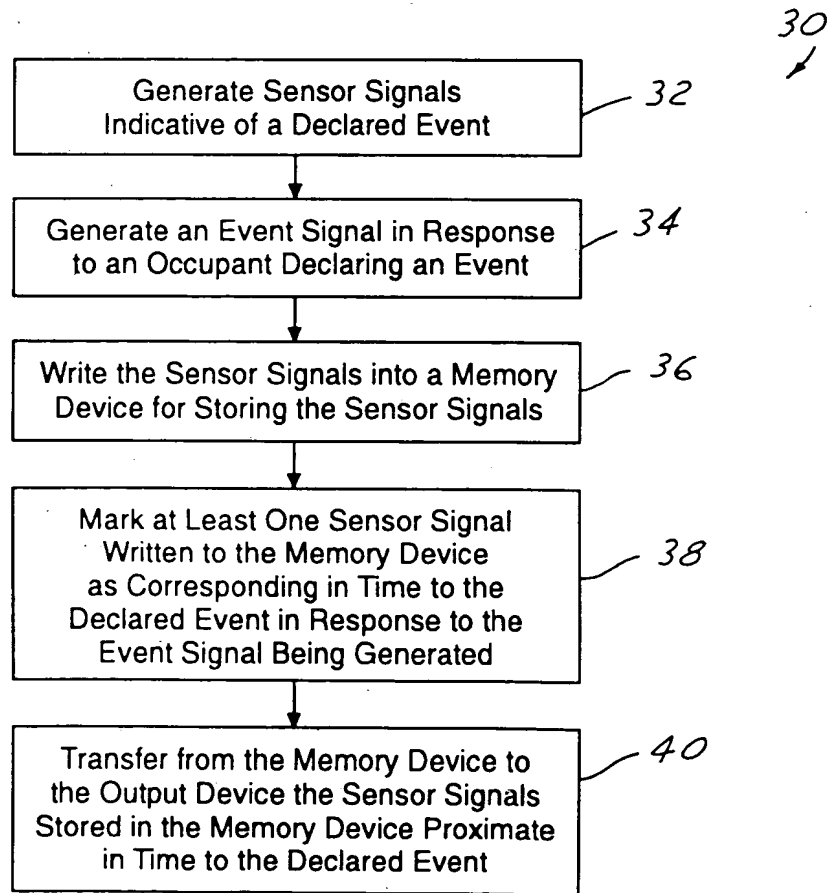 30
Generate Sensor Signals
Indicative of a Declared Event
32
Generate an Event Signal in Response
to an Occupant Declaring an Event
34
Write the Sensor Signals into a Memory
Device for Storing the Sensor Signals
36
Mark at Least One Sensor Signal
Written to the Memory Device
as Corresponding in Time to the
Declared Event in Response to the
Event Signal Being Generated
38
Transfer from the Memory Device to
the Output Device the Sensor Signals
Stored in the Memory Device Proximate
in Time to the Declared Event
40